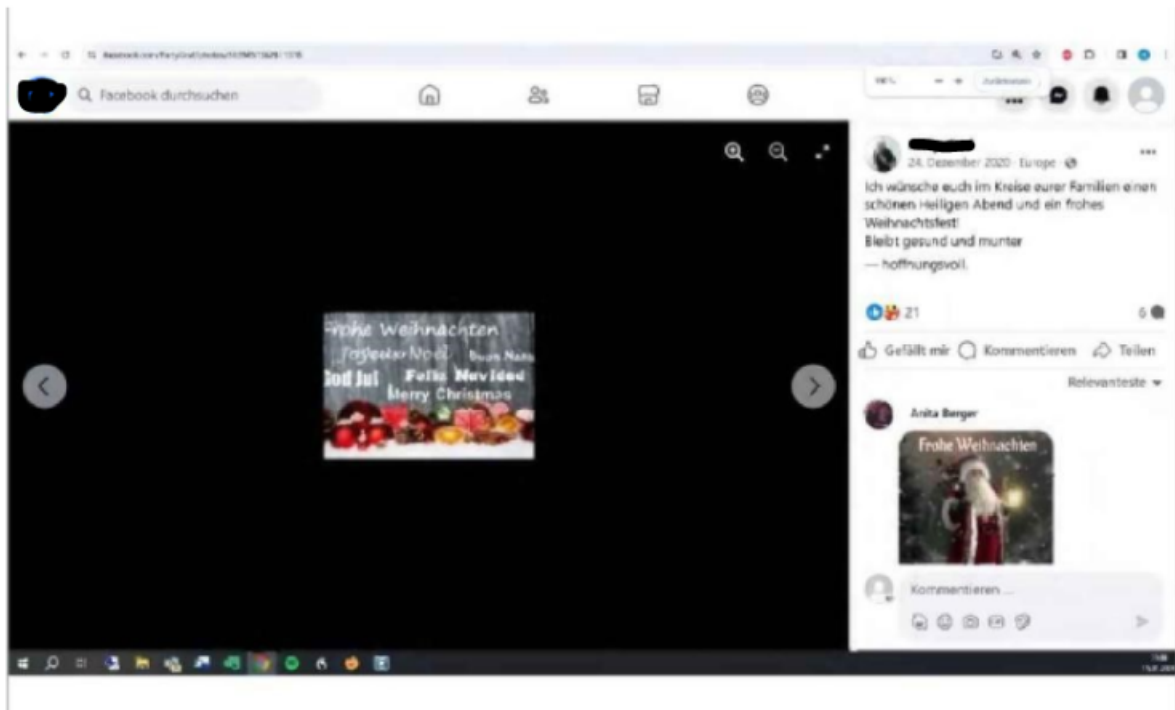 Facebook durchsuchen
24. Dezember 2020 · Europe ·
Ich wünsche euch im Kreise eurer Familien einen
schönen Heiligen Abend und ein frohes
Weihnachtsfest!
Bleibt gesund und munter
— hoffnungsvoll.
21
6
Gefällt mir
Kommentieren
Teilen
Relevanteste
Anita Berger
Frohe Weihnachten
Kommentieren ...
Frohe Weihnachten
Noel
God Jul
Feliz Navidad
Merry Christmas